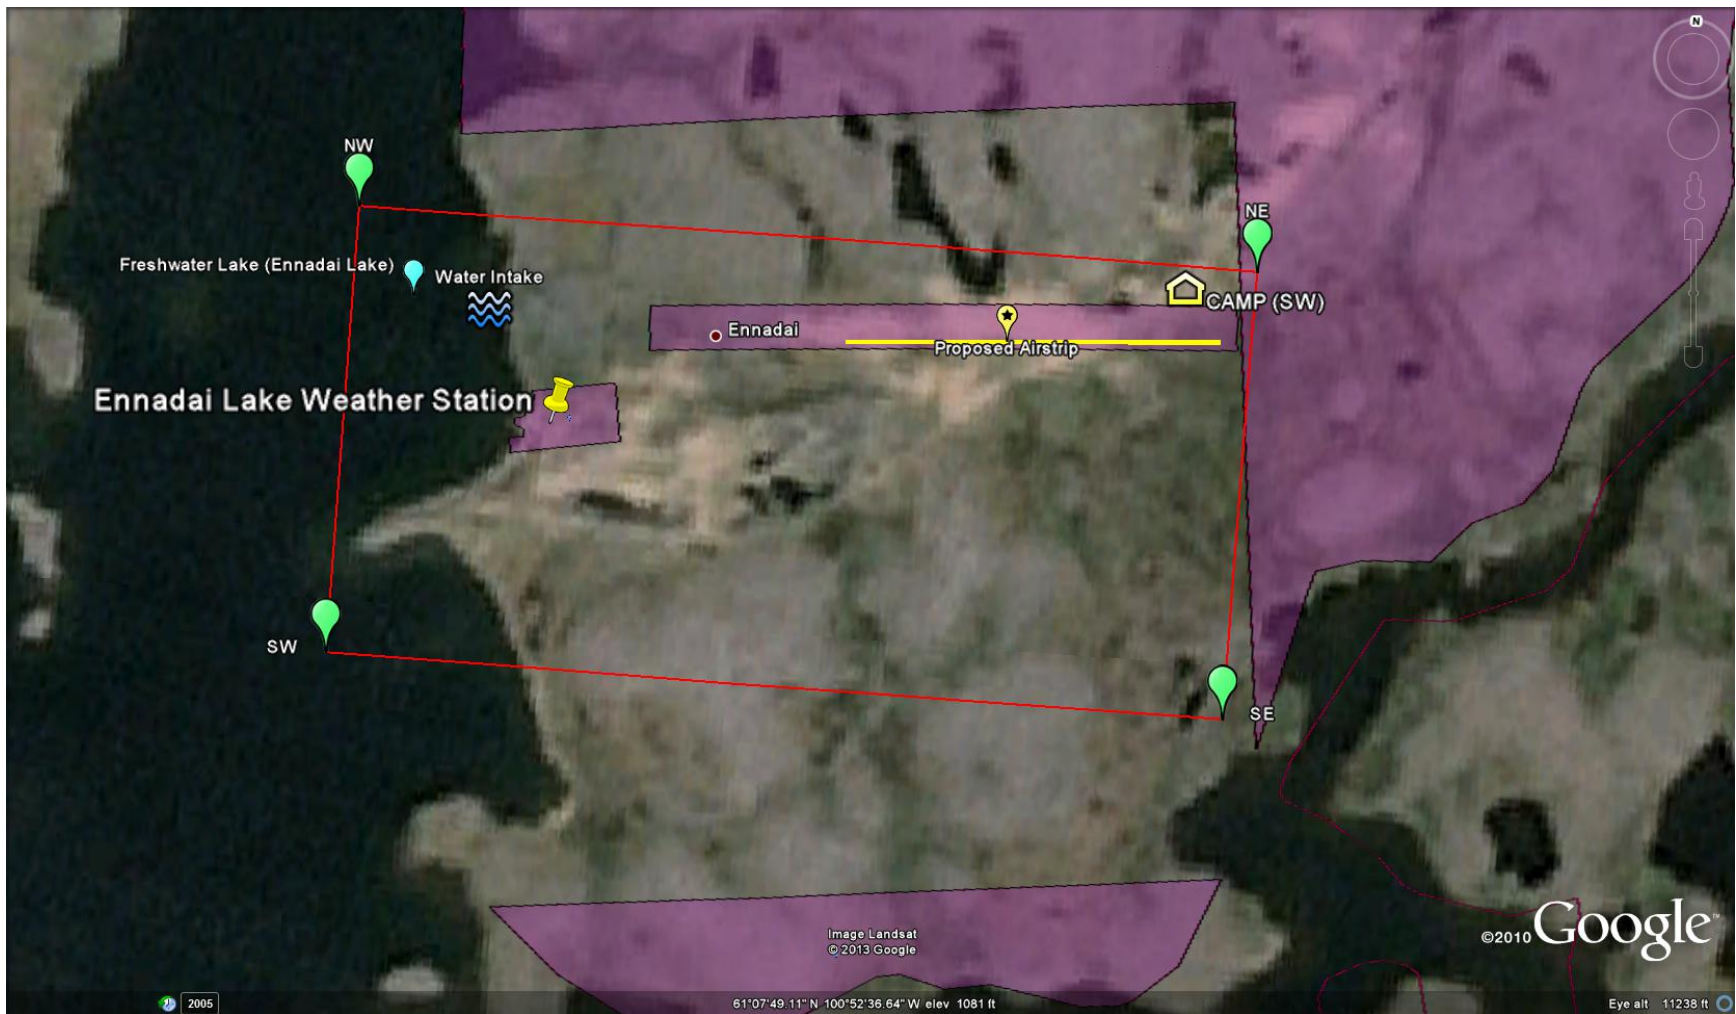 N
NW
NE
Freshwater Lake (Ennadai Lake)
Water Intake
CAMP (SW)
Ennadai
Proposed Airstrip
Ennadai Lake Weather Station
SW
SE
Image Landsat
© 2013 Google
©2010 Google™
2005
61°07'49.11" N 100°52'36.64" W elev 1081 ft
Eye alt 11238 ft